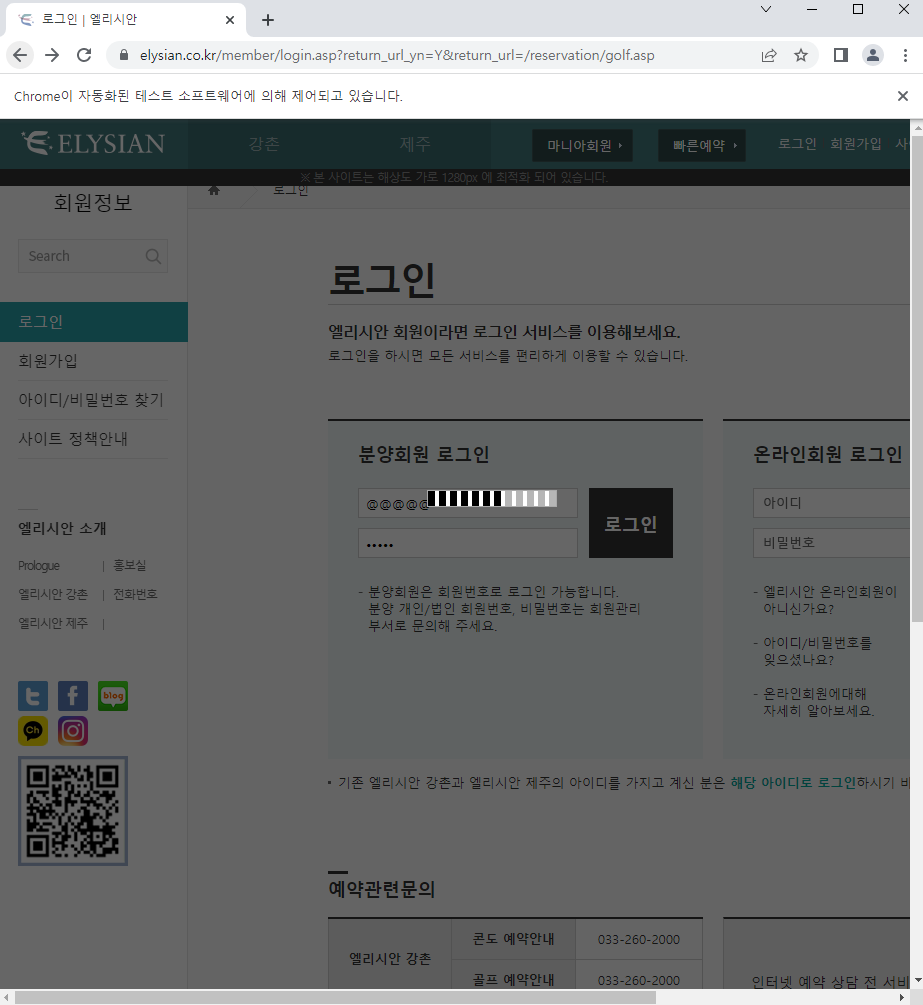 로그인 | 엘리시안
elysian.co.kr/member/login.asp?return_url_yn=Y&return_url=/reservation/golf.asp
Chrome이 자동화된 테스트 소프트웨어에 의해 제어되고 있습니다.
ELYSIAN
강촌
제주
마니아회원
빠른예약
로그인
회원가입
※ 본 사이트는 해상도 가로 1280px 에 최적화 되어 있습니다.
회원정보
로그인
Search
로그인
회원가입
아이디/비밀번호 찾기
사이트 정책안내
엘리시안 소개
Prologue | 홍보실
엘리시안 강촌 | 전화번호
엘리시안 제주 |
blog
Ch
로그인
엘리시안 회원이라면 로그인 서비스를 이용해보세요.
로그인을 하시면 모든 서비스를 편리하게 이용할 수 있습니다.
분양회원 로그인
@@@@@
•••••
로그인
- 분양회원은 회원번호로 로그인 가능합니다.
분양 개인/법인 회원번호, 비밀번호는 회원관리
부서로 문의해 주세요.
온라인회원 로그인
아이디
비밀번호
- 엘리시안 온라인회원이
아니신가요?
- 아이디/비밀번호를
잊으셨나요?
- 온라인회원에대해
자세히 알아보세요.
• 기존 엘리시안 강촌과 엘리시안 제주의 아이디를 가지고 계신 분은 해당 아이디로 로그인하시기
예약관련문의
엘리시안 강촌
콘도 예약안내 033-260-2000
골프 예약안내 033-260-2000
인터넷 예약 상담 전 서비